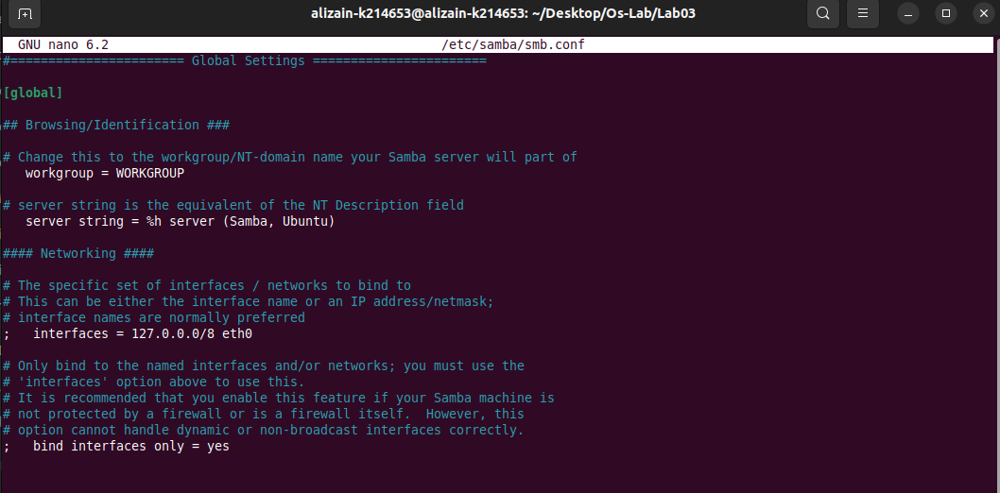 alizain-k214653@alizain-k214653: ~/Desktop/Os-Lab/Lab03
GNU nano 6.2 /etc/samba/smb.conf
#======================= Global Settings =======================
[global]
## Browsing/Identification ###
# Change this to the workgroup/NT-domain name your Samba server will part of
workgroup = WORKGROUP
# server string is the equivalent of the NT Description field
server string = %h server (Samba, Ubuntu)
#### Networking ####
# The specific set of interfaces / networks to bind to
# This can be either the interface name or an IP address/netmask;
# interface names are normally preferred
;   interfaces = 127.0.0.0/8 eth0
# Only bind to the named interfaces and/or networks; you must use the
# 'interfaces' option above to use this.
# It is recommended that you enable this feature if your Samba machine is
# not protected by a firewall or is a firewall itself.  However, this
# option cannot handle dynamic or non-broadcast interfaces correctly.
;   bind interfaces only = yes